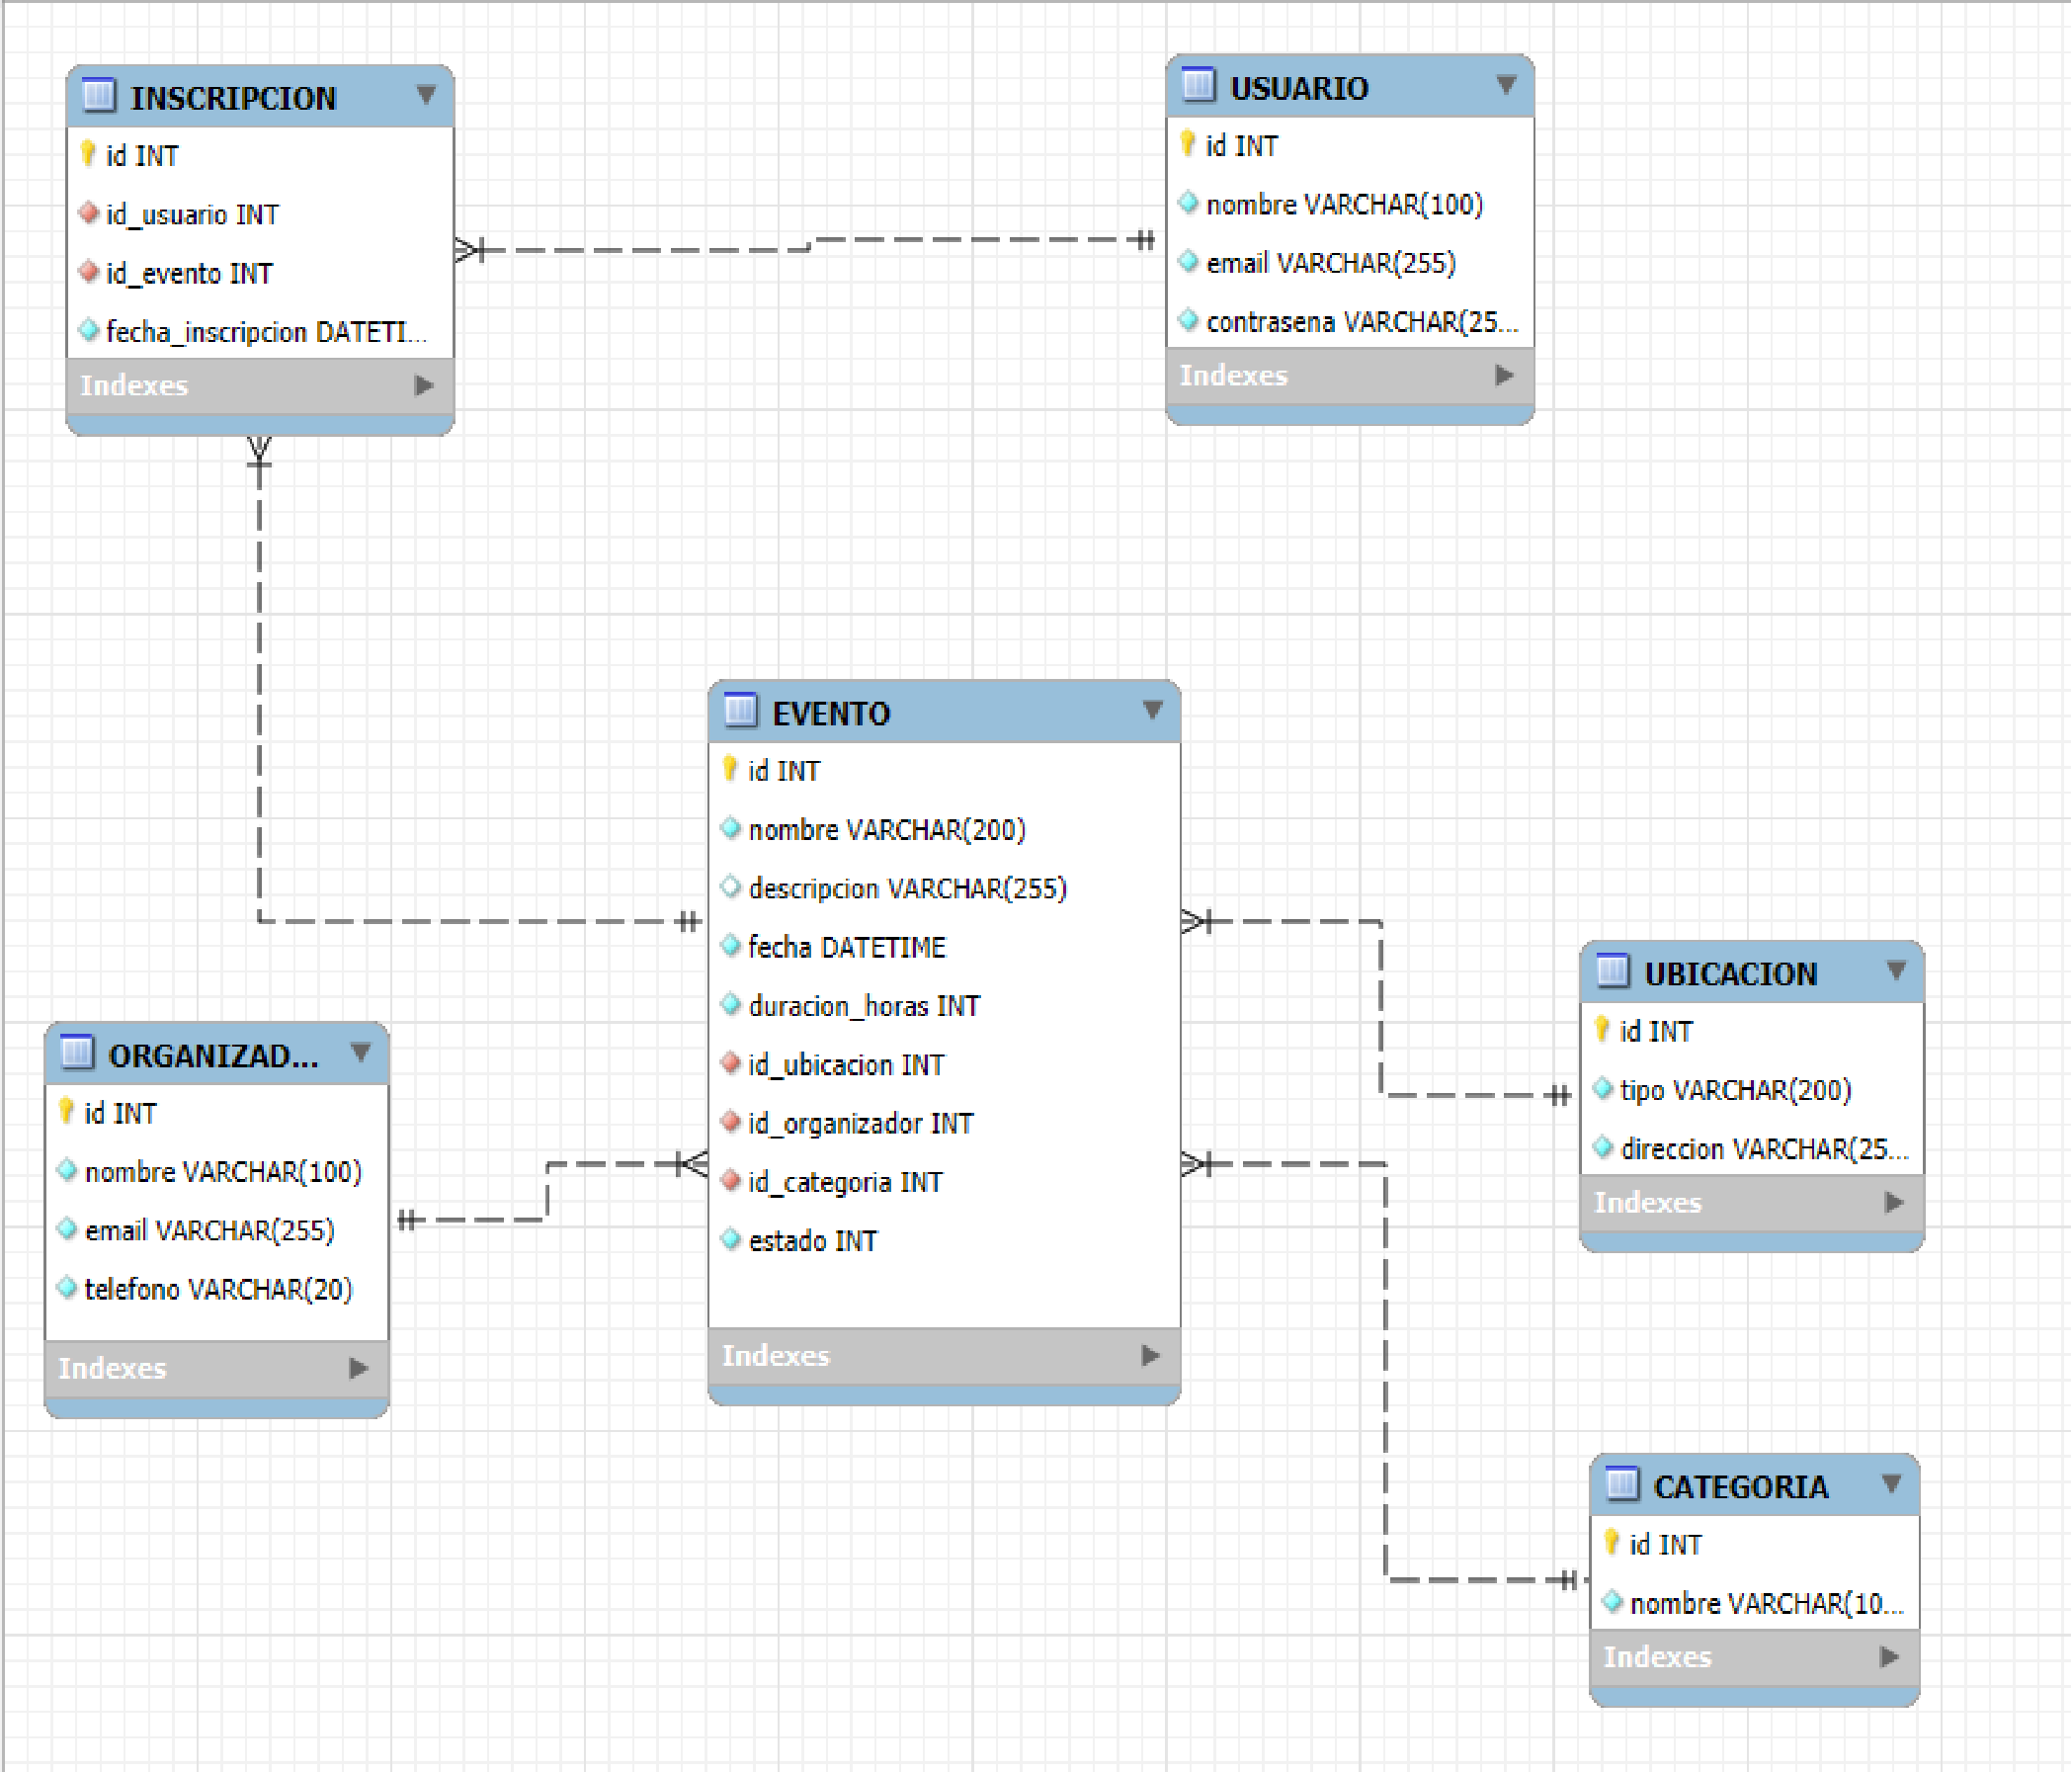 INSCRIPCION
id INT
id_usuario INT
id_evento INT
fecha_inscripcion DATETI...
Indexes
USUARIO
id INT
nombre VARCHAR(100)
email VARCHAR(255)
contrasena VARCHAR(25...
Indexes
EVENTO
id INT
nombre VARCHAR(200)
descripcion VARCHAR(255)
fecha DATETIME
duracion_horas INT
id_ubicacion INT
id_organizador INT
id_categoria INT
estado INT
Indexes
ORGANIZAD...
id INT
nombre VARCHAR(100)
email VARCHAR(255)
telefono VARCHAR(20)
Indexes
UBICACION
id INT
tipo VARCHAR(200)
direccion VARCHAR(25...
Indexes
CATEGORIA
id INT
nombre VARCHAR(10...
Indexes